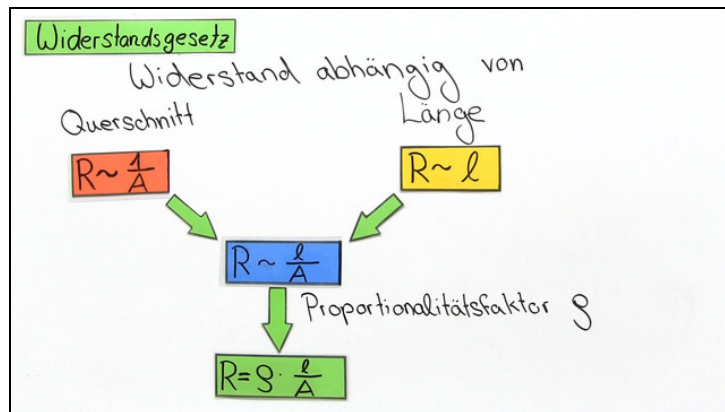 Widerstandsgesetz
Widerstand abhängig von
Querschnitt Länge
R ~ 1/A R ~ l
R ~ l/A
Proportionalitätsfaktor ρ
R = ρ · l/A